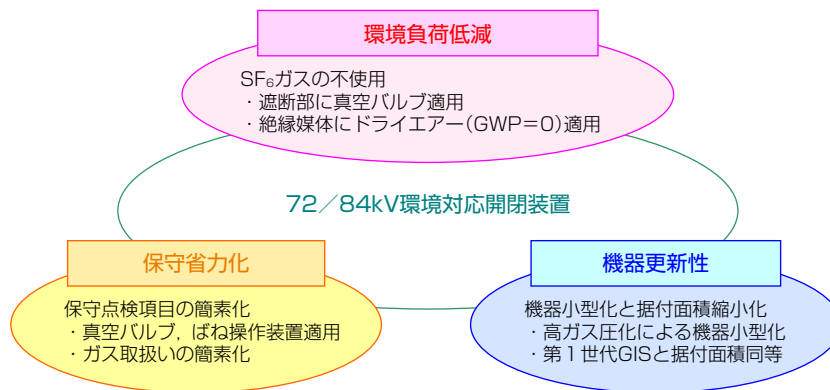 環境負荷低減
SF₆ガスの不使用
・遮断部に真空バルブ適用
・絶縁媒体にドライエアー(GWP=0)適用
72/84kV環境対応開閉装置
保守省力化
保守点検項目の簡素化
・真空バルブ, ばね操作装置適用
・ガス取扱いの簡素化
機器更新性
機器小型化と据付面積縮小化
・高ガス圧化による機器小型化
・第1世代GISと据付面積同等